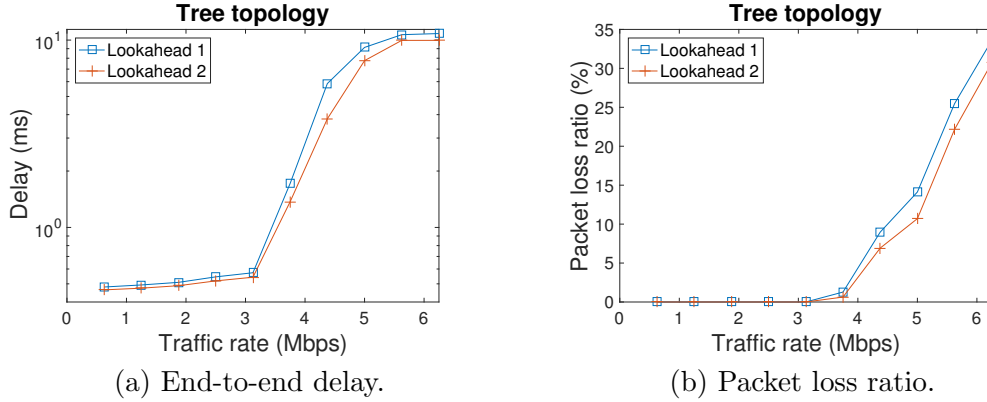 Tree topology
10^1
10^0
Delay (ms)
Lookahead 1
Lookahead 2
0 1 2 3 4 5 6
Traffic rate (Mbps)
(a) End-to-end delay.
Tree topology
35
30
25
20
15
10
5
0
Packet loss ratio (%)
Lookahead 1
Lookahead 2
0 1 2 3 4 5 6
Traffic rate (Mbps)
(b) Packet loss ratio.